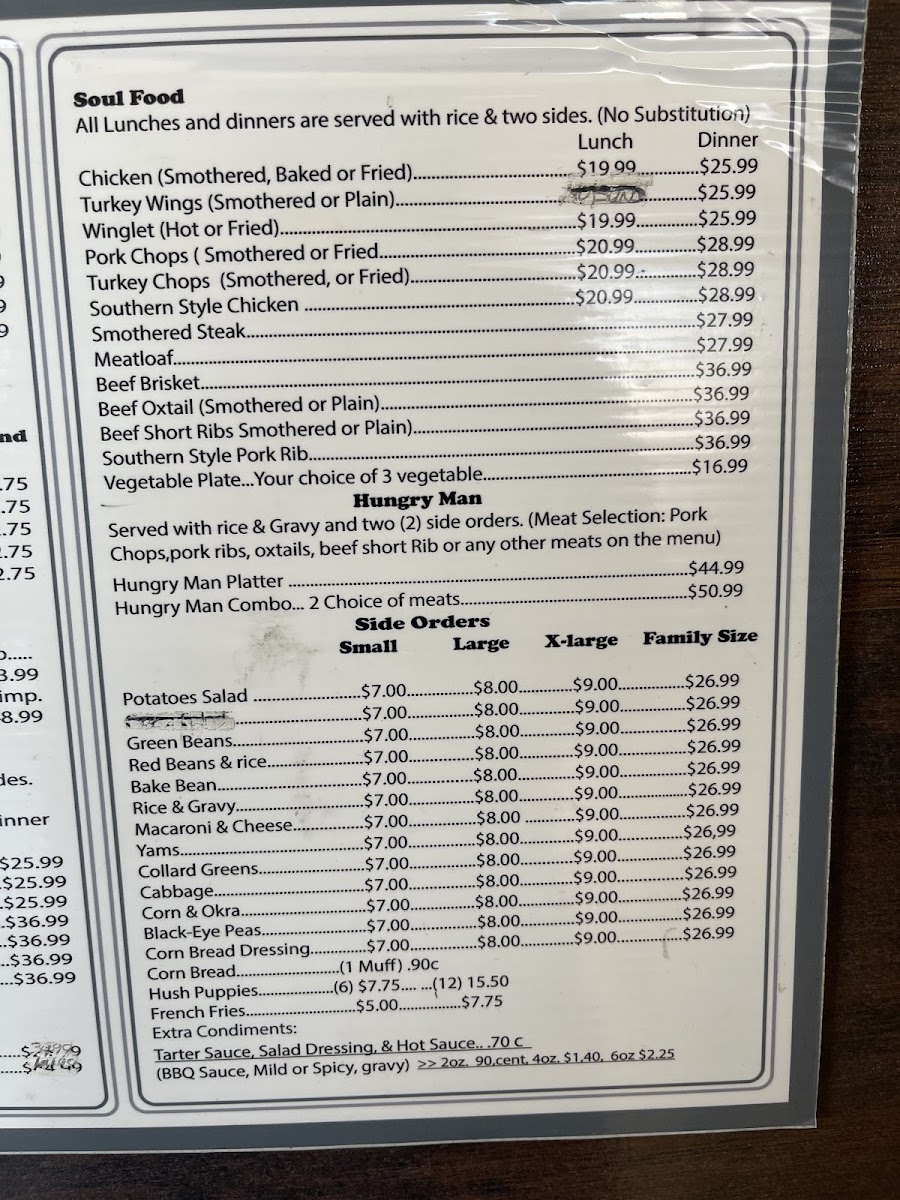 nd
.75
.75
.75
2.75
2.75
3.99
imp.
8.99
des.
inner
$25.99
.$25.99
.$25.99
.$36.99
..$36.99
...$36.99
...$36.99
Soul Food
All Lunches and dinners are served with rice & two sides. (No Substitution)
Lunch Dinner
Chicken (Smothered, Baked or Fried)........$19.99........$25.99
Turkey Wings (Smothered or Plain)........$25.99
Winglet (Hot or Fried)........$19.99........$25.99
Pork Chops ( Smothered or Fried........$20.99........$28.99
Turkey Chops (Smothered, or Fried)........$20.99........$28.99
Southern Style Chicken ........$20.99........$28.99
Smothered Steak........$27.99
Meatloaf........$27.99
Beef Brisket........$36.99
Beef Oxtail (Smothered or Plain)........$36.99
Beef Short Ribs Smothered or Plain)........$36.99
Southern Style Pork Rib........$36.99
Vegetable Plate...Your choice of 3 vegetable........$16.99
Hungry Man
Served with rice & Gravy and two (2) side orders. (Meat Selection: Pork
Chops,pork ribs, oxtails, beef short Rib or any other meats on the menu)
Hungry Man Platter ........$44.99
Hungry Man Combo... 2 Choice of meats........$50.99
Side Orders
Small Large X-large Family Size
Potatoes Salad ........$7.00........$8.00........$9.00........$26.99
........$7.00........$8.00........$9.00........$26.99
Green Beans........$7.00........$8.00........$9.00........$26.99
Red Beans & rice........$7.00........$8.00........$9.00........$26.99
Bake Bean........$7.00........$8.00........$9.00........$26.99
Rice & Gravy........$7.00........$8.00........$9.00........$26.99
Macaroni & Cheese........$7.00........$8.00 ........$9.00........$26.99
Yams........$7.00........$8.00........$9.00........$26,99
Collard Greens........$7.00........$8.00........$9.00........$26.99
Cabbage........$7.00........$8.00........$9.00........$26.99
Corn & Okra........$7.00........$8.00........$9.00........$26.99
Black-Eye Peas........$7.00........$8.00........$9.00........$26.99
Corn Bread Dressing........$7.00........$8.00........$9.00........$26.99
Corn Bread........(1 Muff) .90c
Hush Puppies........(6) $7.75.... ...(12) 15.50
French Fries........$5.00........$7.75
Extra Condiments:
Tarter Sauce, Salad Dressing, & Hot Sauce.. .70 c
(BBQ Sauce, Mild or Spicy, gravy) >> 2oz. 90,cent, 4oz. $1,40, 6oz $2.25